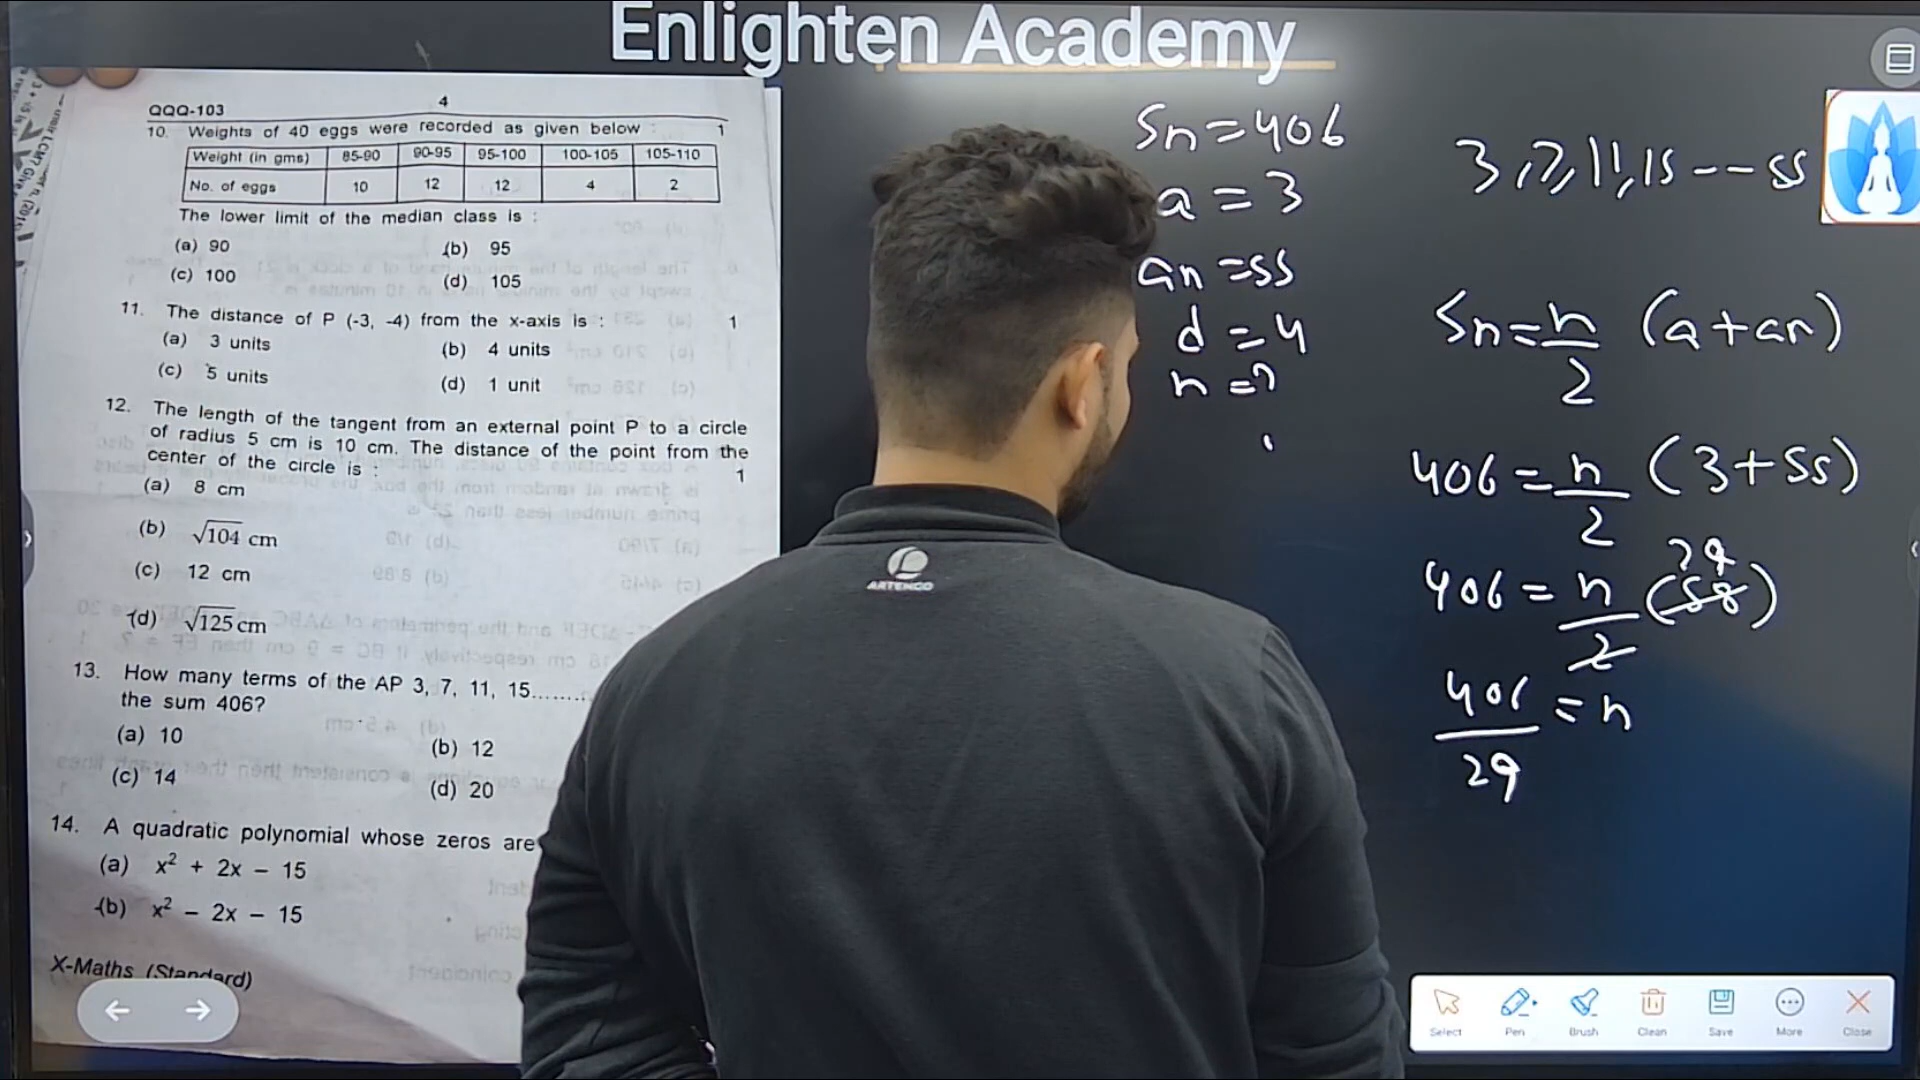 Enlighten Academy
QQQ-103
4
10. Weights of 40 eggs were recorded as given below : 1
Weight (in gms) 85-90 90-95 95-100 100-105 105-110
No. of eggs 10 12 12 4 2
The lower limit of the median class is :
(a) 90
(b) 95
(c) 100
(d) 105
11. The distance of P (-3, -4) from the x-axis is : 1
(a) 3 units
(b) 4 units
(c) 5 units
(d) 1 unit
12. The length of the tangent from an external point P to a circle
of radius 5 cm is 10 cm. The distance of the point from the
center of the circle is : 1
(a) 8 cm
(b) √104 cm
(c) 12 cm
(d) √125 cm
13. How many terms of the AP 3, 7, 11, 15........
the sum 406?
(a) 10
(b) 12
(c) 14
(d) 20
14. A quadratic polynomial whose zeros are
(a) x² + 2x – 15
(b) x² – 2x – 15
X-Maths (Standard)
Sn = 406
a = 3
an = 55
d = 4
n = ?
3, 7, 11, 15 -- 55
Sn = n/2 (a + an)
406 = n/2 (3 + 55)
29
406 = n/2 (58)
406/29 = n
ARTENGO
Select Pen Brush Clean Save More Close